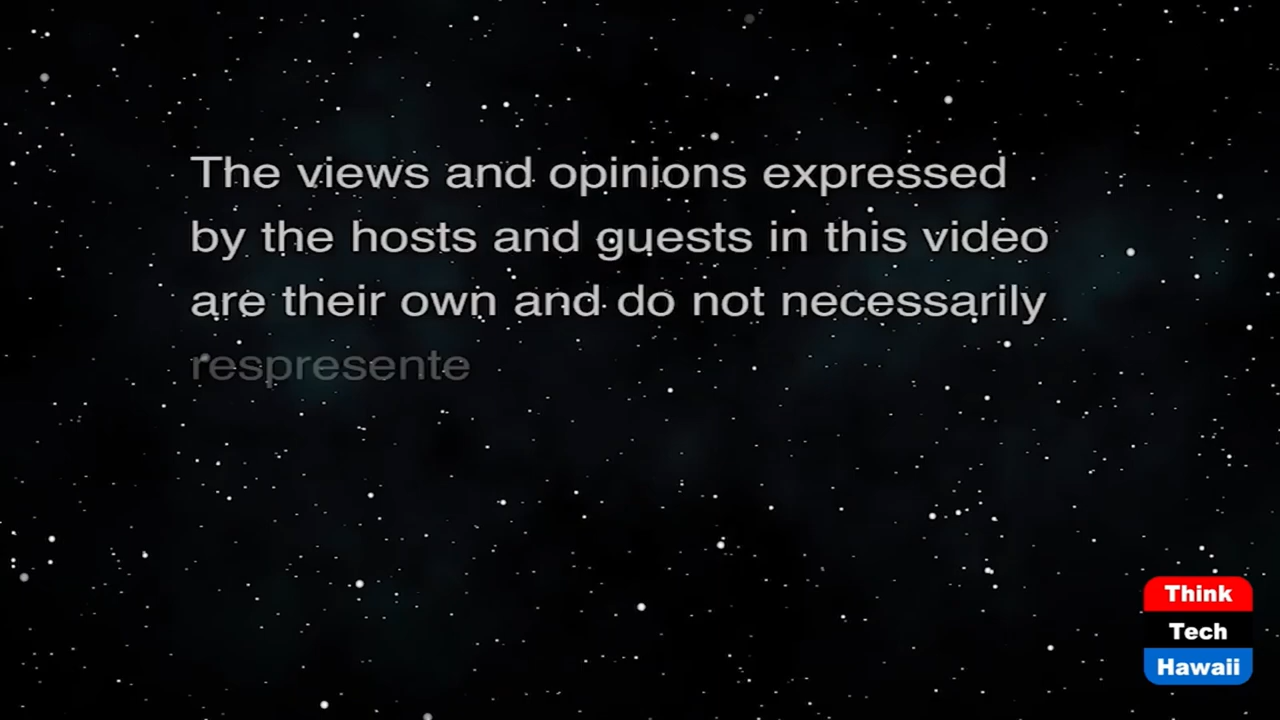 The views and opinions expressed
by the hosts and guests in this video
are their own and do not necessarily
respresente
Think
Tech
Hawaii